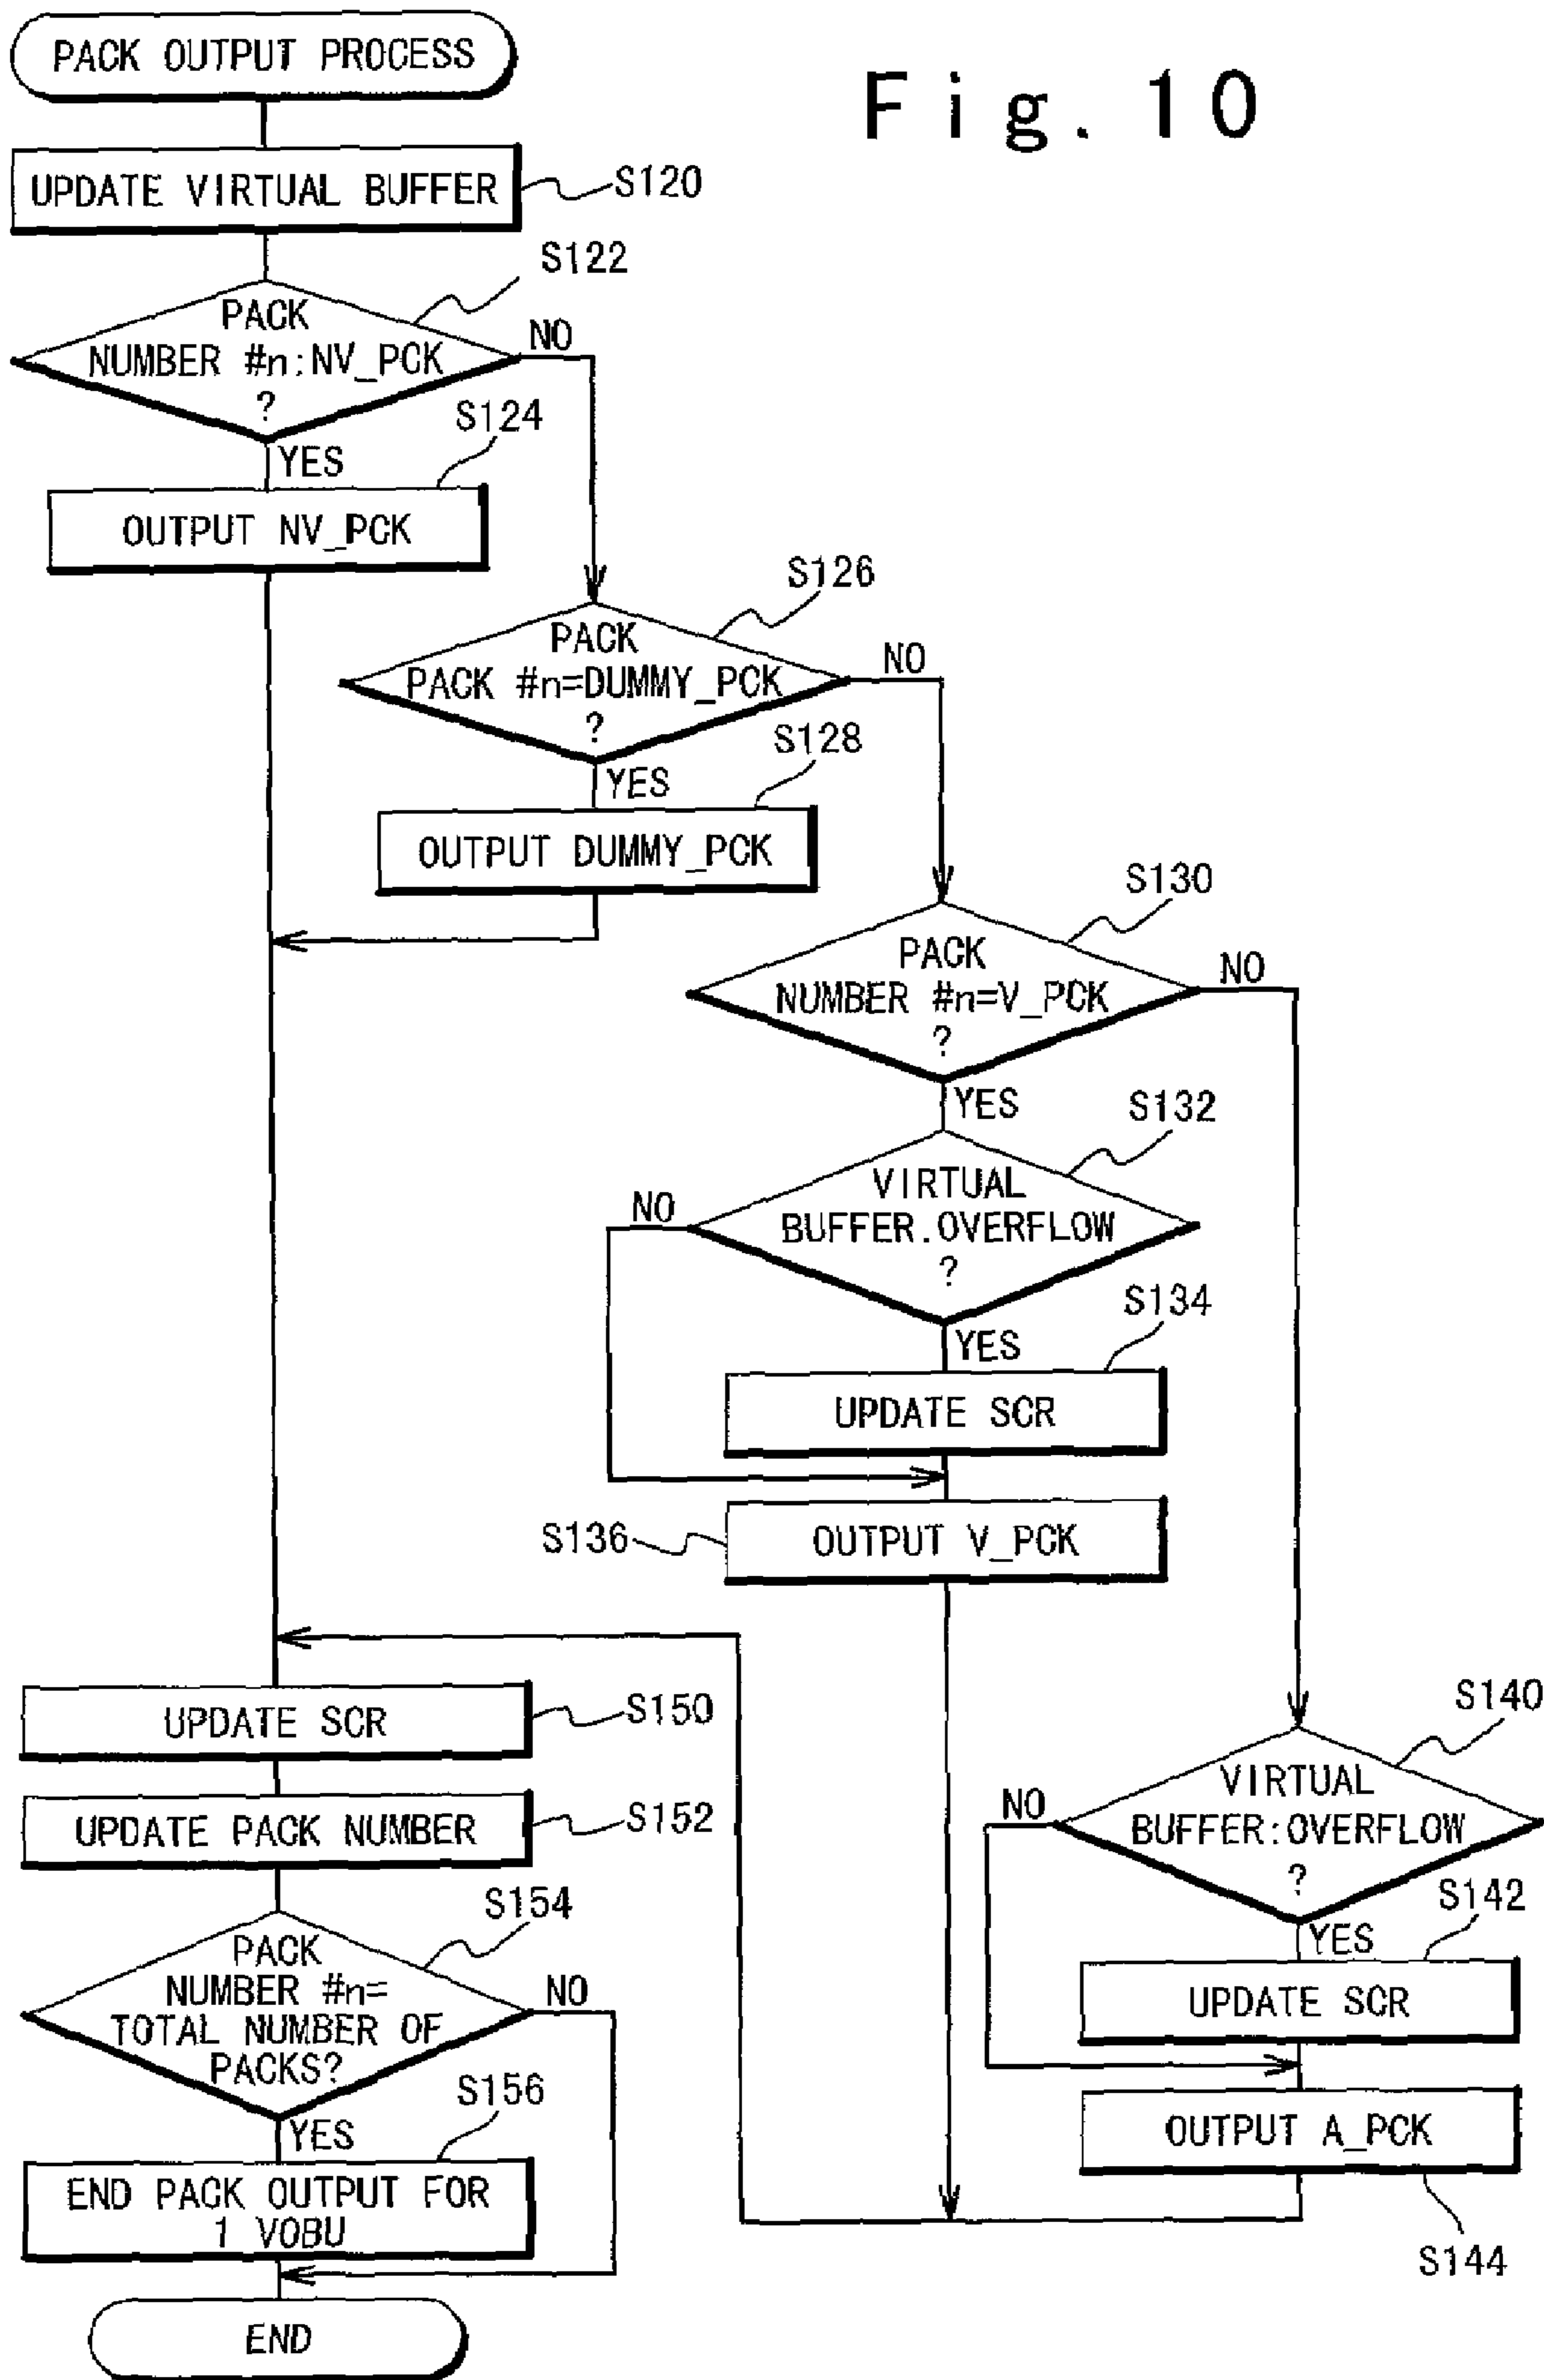 Fig. 10
PACK OUTPUT PROCESS
UPDATE VIRTUAL BUFFER
S120
S122
PACK
NUMBER #n:NV_PCK
?
NO
YES
S124
OUTPUT NV_PCK
S126
PACK
PACK #n=DUMMY_PCK
?
NO
YES
S128
OUTPUT DUMMY_PCK
S130
PACK
NUMBER #n=V_PCK
?
NO
YES
S132
VIRTUAL
BUFFER.OVERFLOW
?
NO
YES
S134
UPDATE SCR
S136
OUTPUT V_PCK
S140
VIRTUAL
BUFFER:OVERFLOW
?
NO
YES
S142
UPDATE SCR
OUTPUT A_PCK
S144
UPDATE SCR
S150
UPDATE PACK NUMBER
S152
S154
PACK
NUMBER #n=
TOTAL NUMBER OF
PACKS?
NO
YES
S156
END PACK OUTPUT FOR
1 VOBU
END